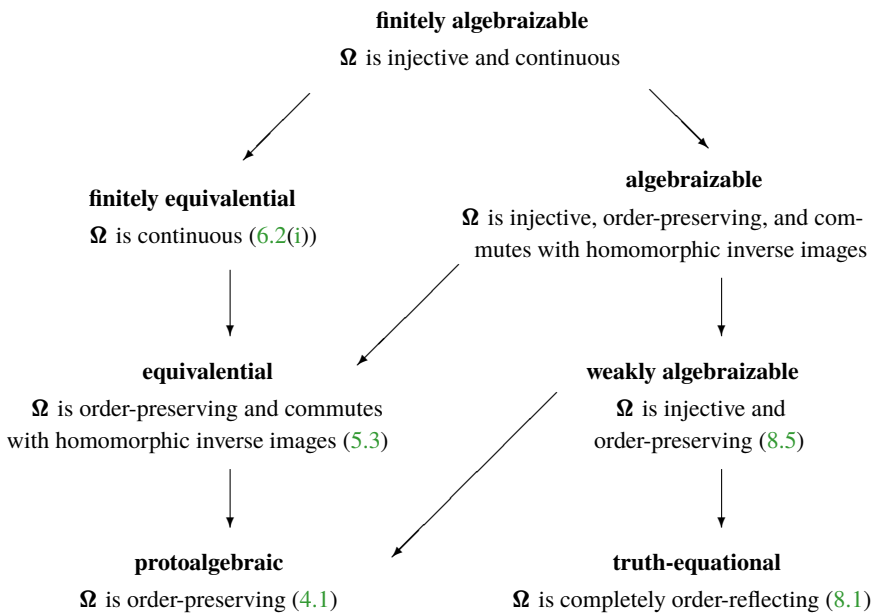 finitely algebraizable
Ω is injective and continuous
finitely equivential
Ω is continuous (6.2(i))
algebraizable
Ω is injective, order-preserving, and com-
mutes with homomorphic inverse images
equivential
Ω is order-preserving and commutes
with homomorphic inverse images (5.3)
weakly algebraizable
Ω is injective and
order-preserving (8.5)
protoalgebraic
Ω is order-preserving (4.1)
truth-equational
Ω is completely order-reflecting (8.1)